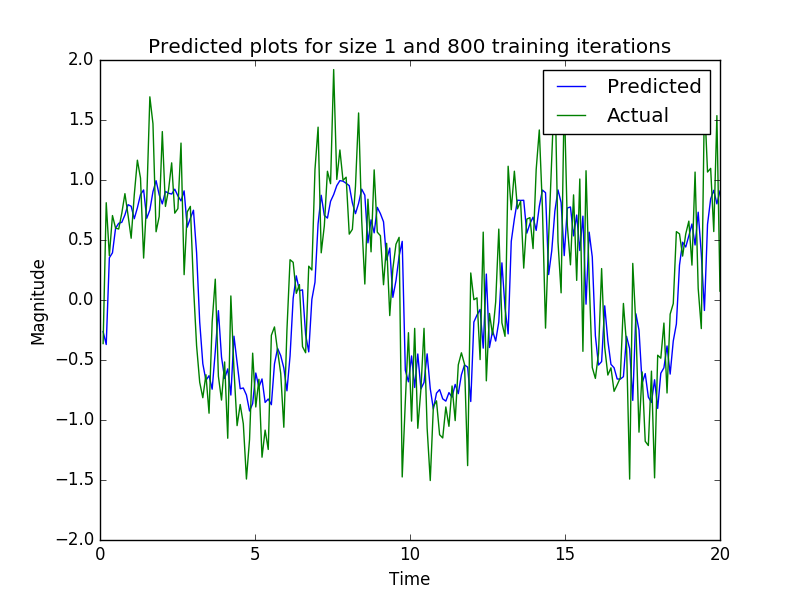 Predicted plots for size 1 and 800 training iterations
Predicted
Actual
2.0
1.5
1.0
0.5
0.0
−0.5
−1.0
−1.5
−2.0
Magnitude
0 5 10 15 20
Time